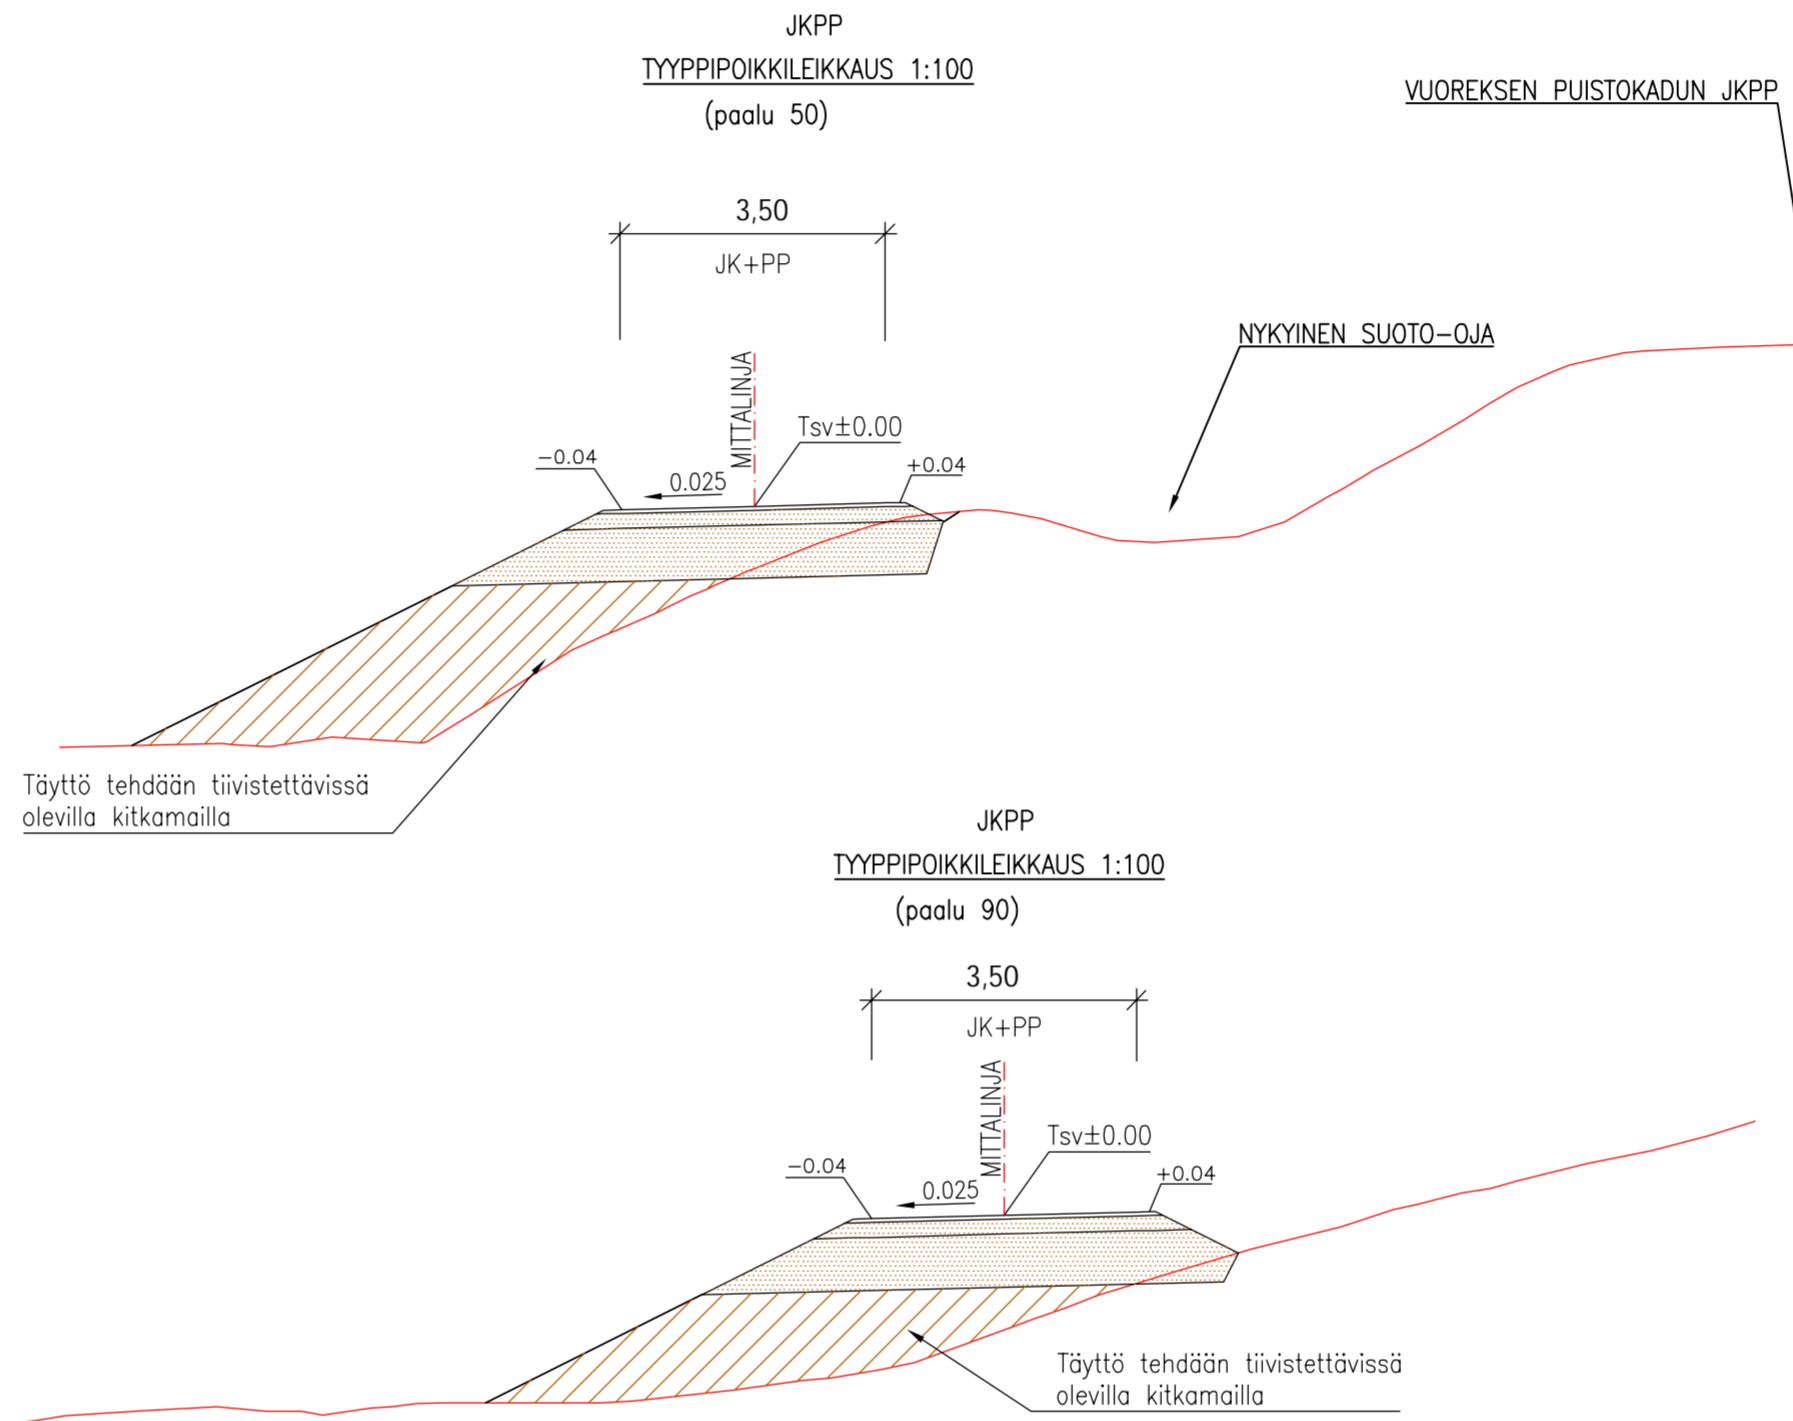 JKPP
TYYPPIPOIKKILEIKKAUS 1:100
(paalu 50)
VUOREKSEN PUISTOKADUN JKPP
3,50
JK+PP
NYKYINEN SUOTO-OJA
MITTALINJA
Tsv±0.00
-0.04
+0.04
0.025
Täyttö tehdään tiivistettävissä
olevilla kitkamailla
JKPP
TYYPPIPOIKKILEIKKAUS 1:100
(paalu 90)
3,50
JK+PP
MITTALINJA
Tsv±0.00
-0.04
+0.04
0.025
Täyttö tehdään tiivistettävissä
olevilla kitkamailla